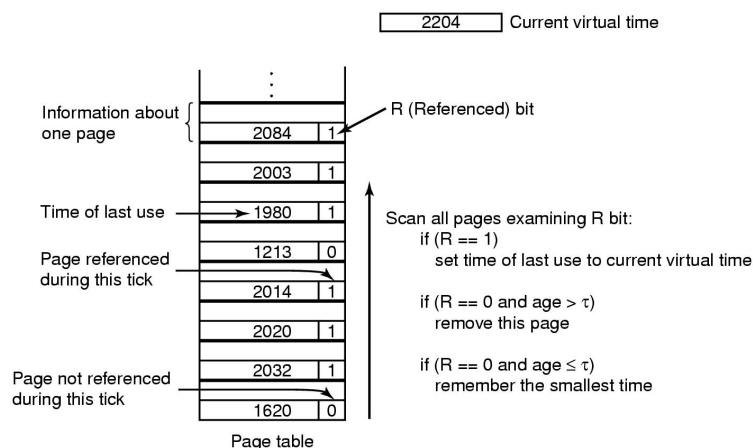 2204 Current virtual time
Information about
one page
R (Referenced) bit
2084 1
2003 1
Time of last use
1980 1
1213 0
Page referenced
during this tick
2014 1
2020 1
2032 1
Page not referenced
during this tick
1620 0
Page table
Scan all pages examining R bit:
if (R == 1)
set time of last use to current virtual time
if (R == 0 and age > τ)
remove this page
if (R == 0 and age ≤ τ)
remember the smallest time